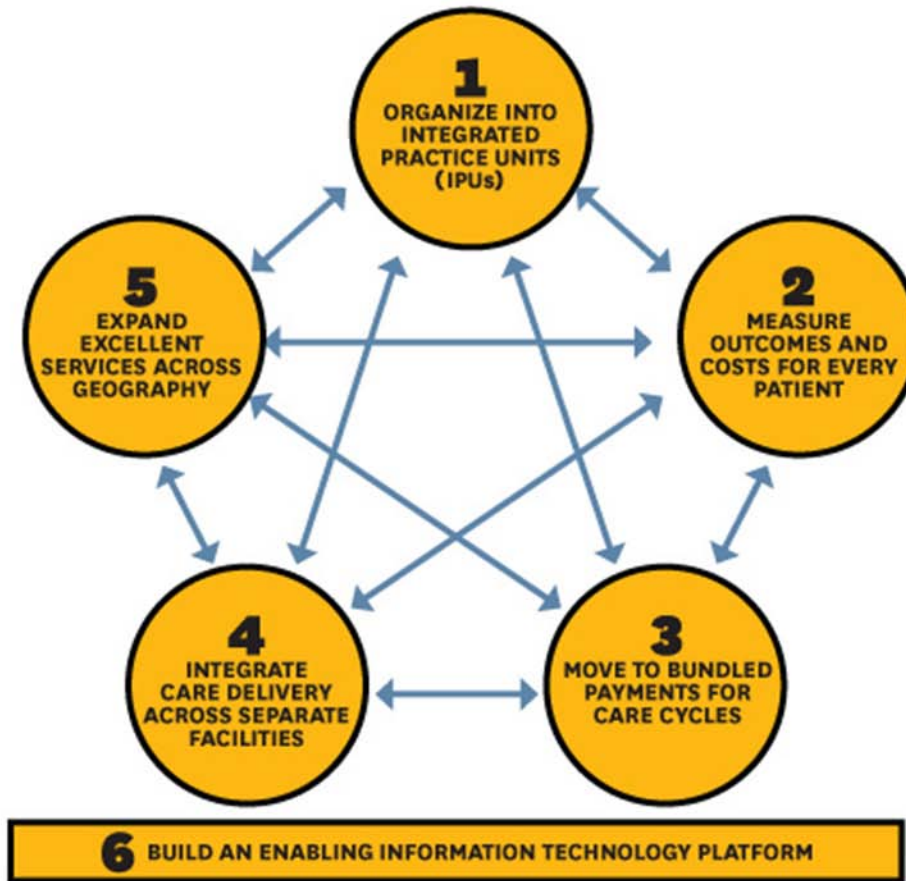 1
ORGANIZE INTO
INTEGRATED
PRACTICE UNITS
(IPUs)
2
MEASURE
OUTCOMES AND
COSTS FOR EVERY
PATIENT
3
MOVE TO BUNDLED
PAYMENTS FOR
CARE CYCLES
4
INTEGRATE
CARE DELIVERY
ACROSS SEPARATE
FACILITIES
5
EXPAND
EXCELLENT
SERVICES ACROSS
GEOGRAPHY
6 BUILD AN ENABLING INFORMATION TECHNOLOGY PLATFORM